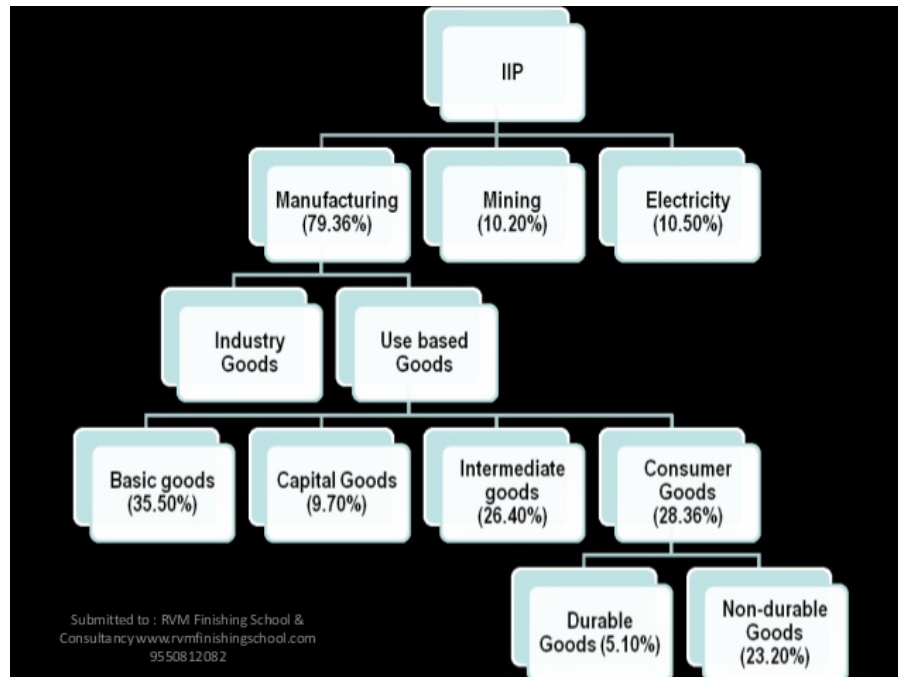 IIP
Manufacturing
(79.36%)
Mining
(10.20%)
Electricity
(10.50%)
Industry
Goods
Use based
Goods
Basic goods
(35.50%)
Capital Goods
(9.70%)
Intermediate
goods
(26.40%)
Consumer
Goods
(28.36%)
Durable
Goods (5.10%)
Non-durable
Goods
(23.20%)
Submitted to : RVM Finishing School &
Consultancy www.rvmfinishingschool.com
9550812082